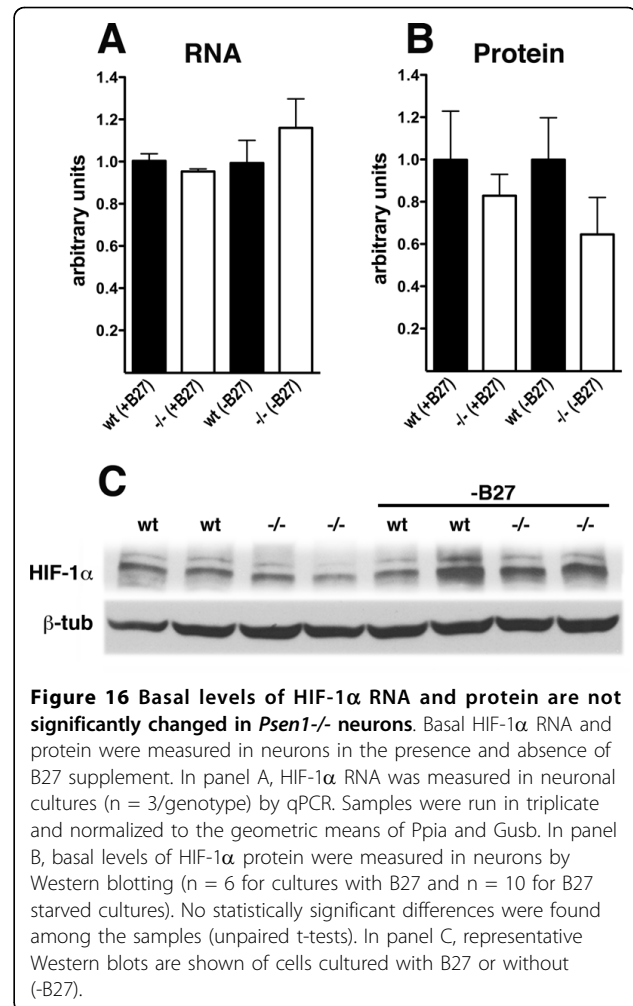 A
RNA
arbitrary units
1.4
1.2
1.0
0.8
0.6
0.4
0.2
wt (+B27)
-/- (+B27)
wt (-B27)
-/- (-B27)
B
Protein
arbitrary units
1.4
1.2
1.0
0.8
0.6
0.4
0.2
wt (+B27)
-/- (+B27)
wt (-B27)
-/- (-B27)
C
-B27
wt wt -/- -/- wt wt -/- -/-
HIF-1α
β-tub
Figure 16 Basal levels of HIF-1α RNA and protein are not
significantly changed in Psen1-/- neurons. Basal HIF-1α RNA and
protein were measured in neurons in the presence and absence of
B27 supplement. In panel A, HIF-1α RNA was measured in neuronal
cultures (n = 3/genotype) by qPCR. Samples were run in triplicate
and normalized to the geometric means of Ppia and Gusb. In panel
B, basal levels of HIF-1α protein were measured in neurons by
Western blotting (n = 6 for cultures with B27 and n = 10 for B27
starved cultures). No statistically significant differences were found
among the samples (unpaired t-tests). In panel C, representative
Western blots are shown of cells cultured with B27 or without
(-B27).